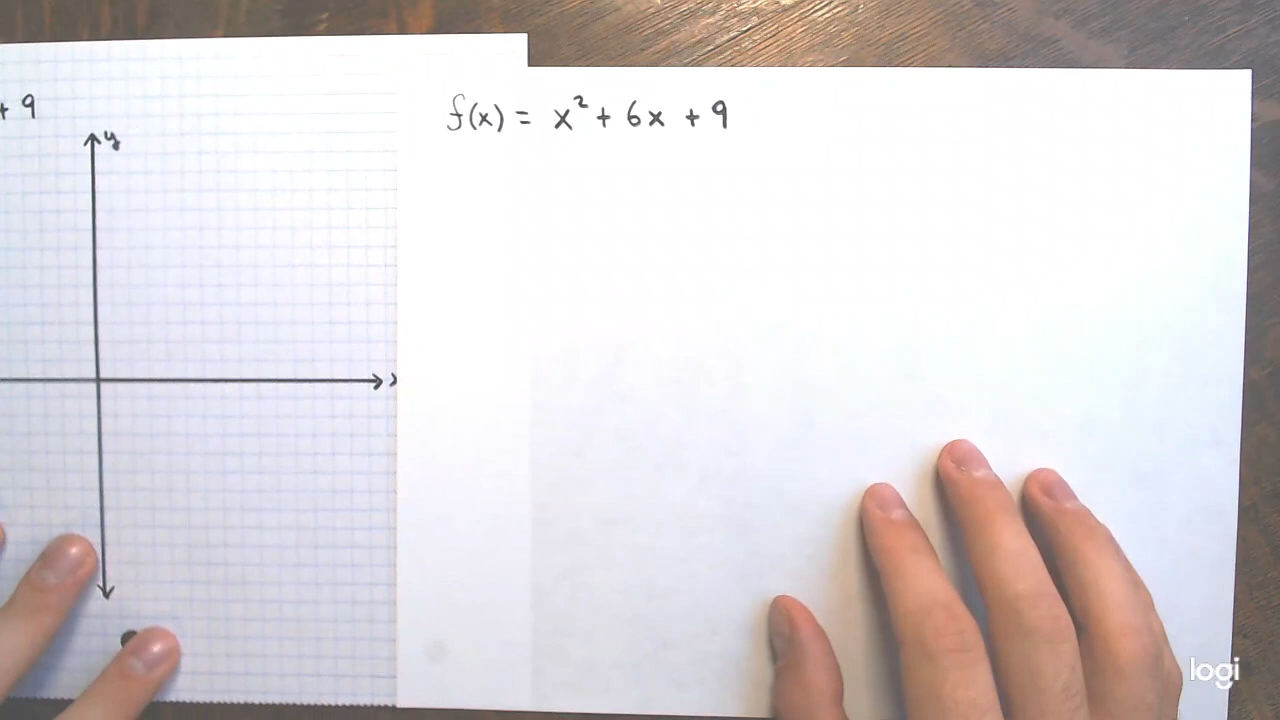 + 9
y
f(x) = x² + 6x + 9
x
logi